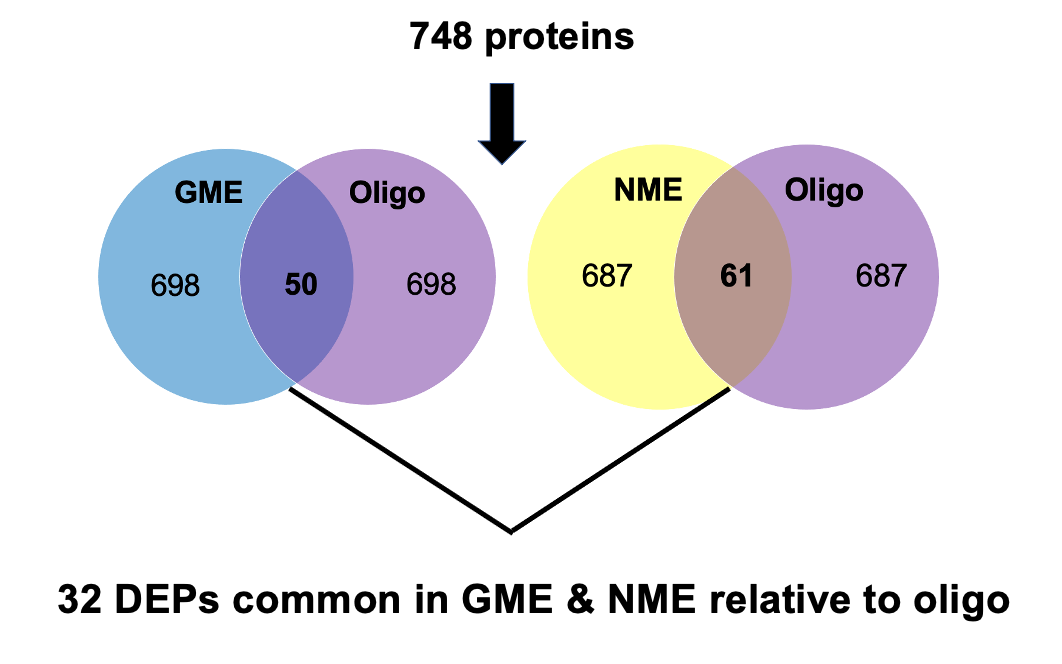 748 proteins
GME
Oligo
698
50
698
NME
Oligo
687
61
687
32 DEPs common in GME & NME relative to oligo